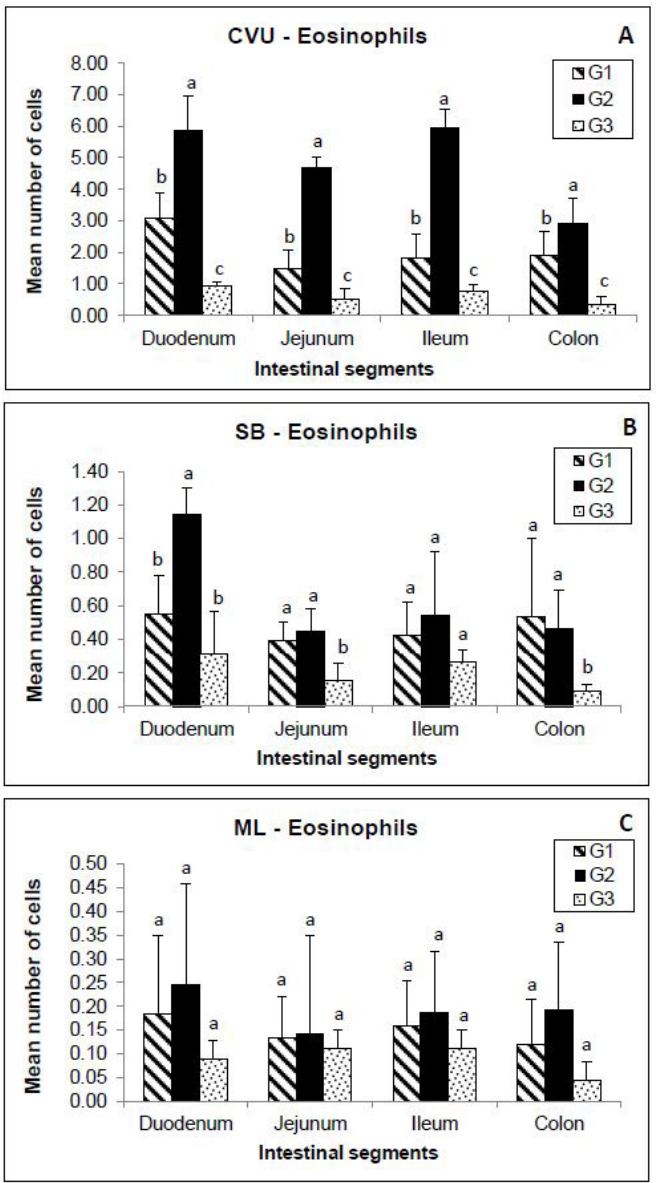 CVU - Eosinophils
A
G1
G2
G3
Mean number of cells
8.00
7.00
6.00
5.00
4.00
3.00
2.00
1.00
0.00
b a c
b a c
b a c
b a c
Duodenum Jejunum Ileum Colon
Intestinal segments
SB - Eosinophils
B
G1
G2
G3
Mean number of cells
1.40
1.20
1.00
0.80
0.60
0.40
0.20
0.00
b a b
a a b
a a a
a a b
Duodenum Jejunum Ileum Colon
Intestinal segments
ML - Eosinophils
C
G1
G2
G3
Mean number of cells
0.50
0.45
0.40
0.35
0.30
0.25
0.20
0.15
0.10
0.05
0.00
a a a
a a a
a a a
a a a
Duodenum Jejunum Ileum Colon
Intestinal segments